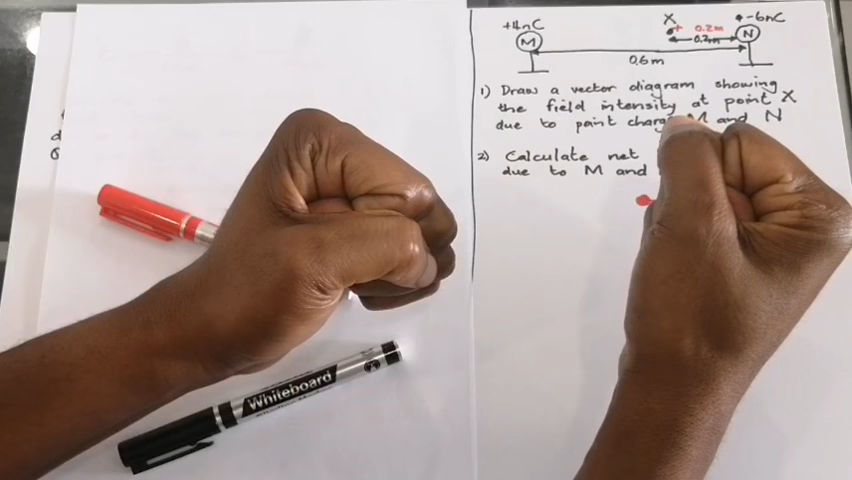 +4nC
X
-6nC
M
+
0.2m
N
0.2m
0.6m
1) Draw a vector diagram showing
the field intensity at point X
due to point charge M and N
2) Calculate net
due to M and
Whiteboard